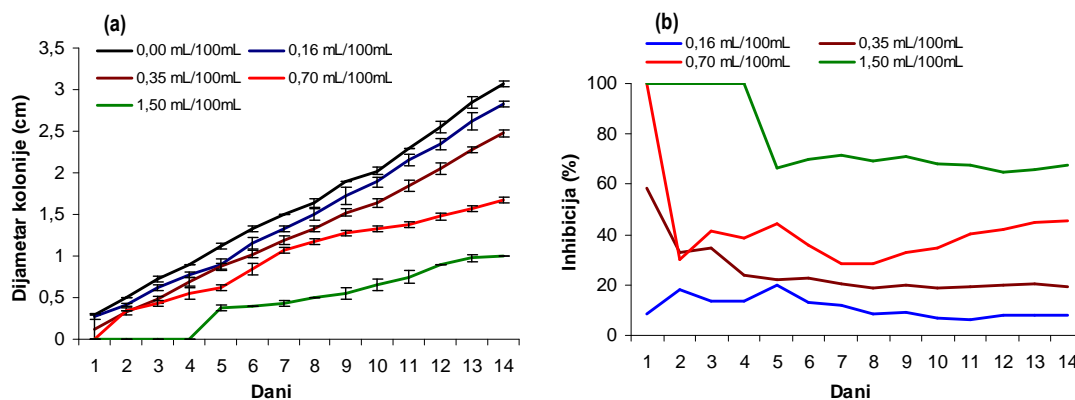 (a)
0,00 mL/100mL 0,16 mL/100mL
0,35 mL/100mL 0,70 mL/100mL
1,50 mL/100mL
Dijametar kolonije (cm)
3,5
3
2,5
2
1,5
1
0,5
0
1 2 3 4 5 6 7 8 9 10 11 12 13 14
Dani
(b)
0,16 mL/100mL 0,35 mL/100mL
0,70 mL/100mL 1,50 mL/100mL
Inhibicija (%)
100
80
60
40
20
0
1 2 3 4 5 6 7 8 9 10 11 12 13 14
Dani